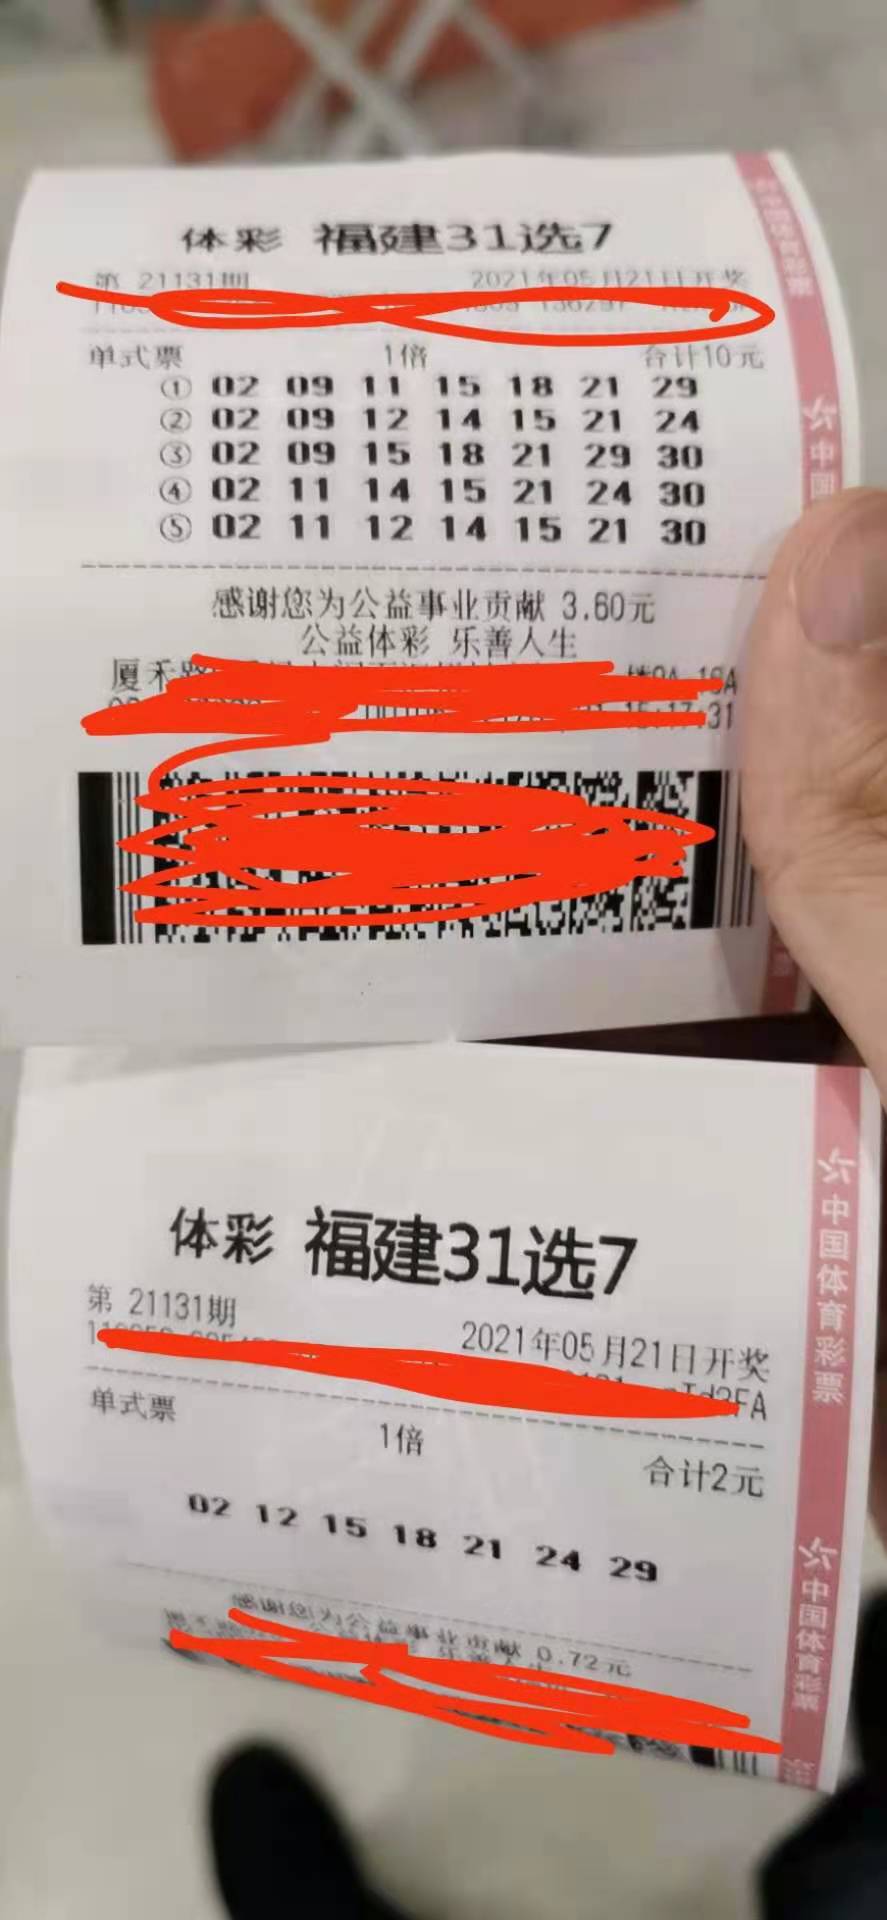 体彩 福建31选7
第 21131期 2021年05月21日开奖
单式票 1倍 合计10元
① 02 09 11 15 18 21 29
② 02 09 12 14 15 21 24
③ 02 09 15 18 21 29 30
④ 02 11 14 15 21 24 30
⑤ 02 11 12 14 15 21 30
感谢您为公益事业贡献 3.60元
公益体彩 乐善人生
厦禾路
15:17:31
中国体育彩票
中国
体彩 福建31选7
第 21131期
2021年05月21日开奖
单式票 1倍 合计2元
02 12 15 18 21 24 29
感谢您为公益事业贡献 0.72元
中国体育彩票
中国体育彩票